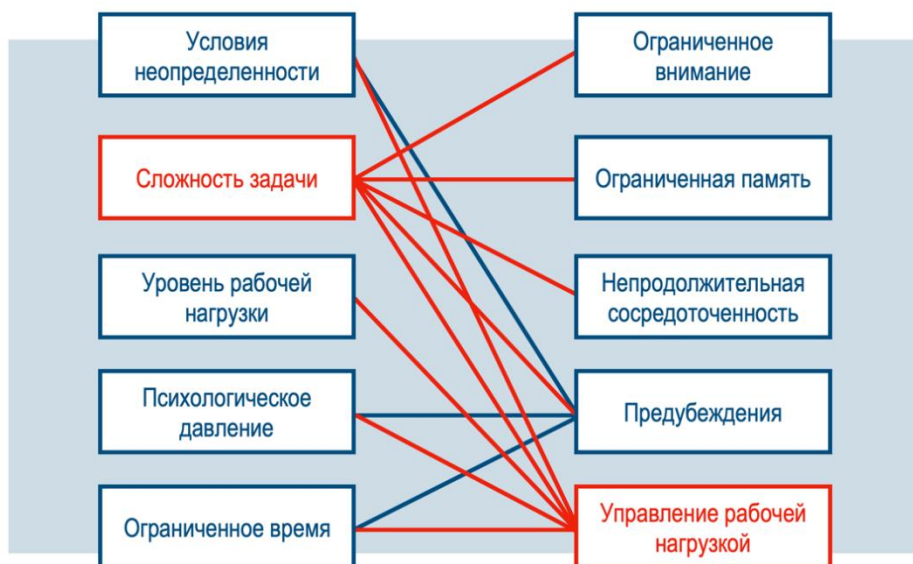 Условия
неопределенности
Ограниченное
внимание
Сложность задачи
Ограниченная память
Уровень рабочей
нагрузки
Непродолжительная
сосредоточенность
Психологическое
давление
Предубеждения
Ограниченное время
Управление рабочей
нагрузкой